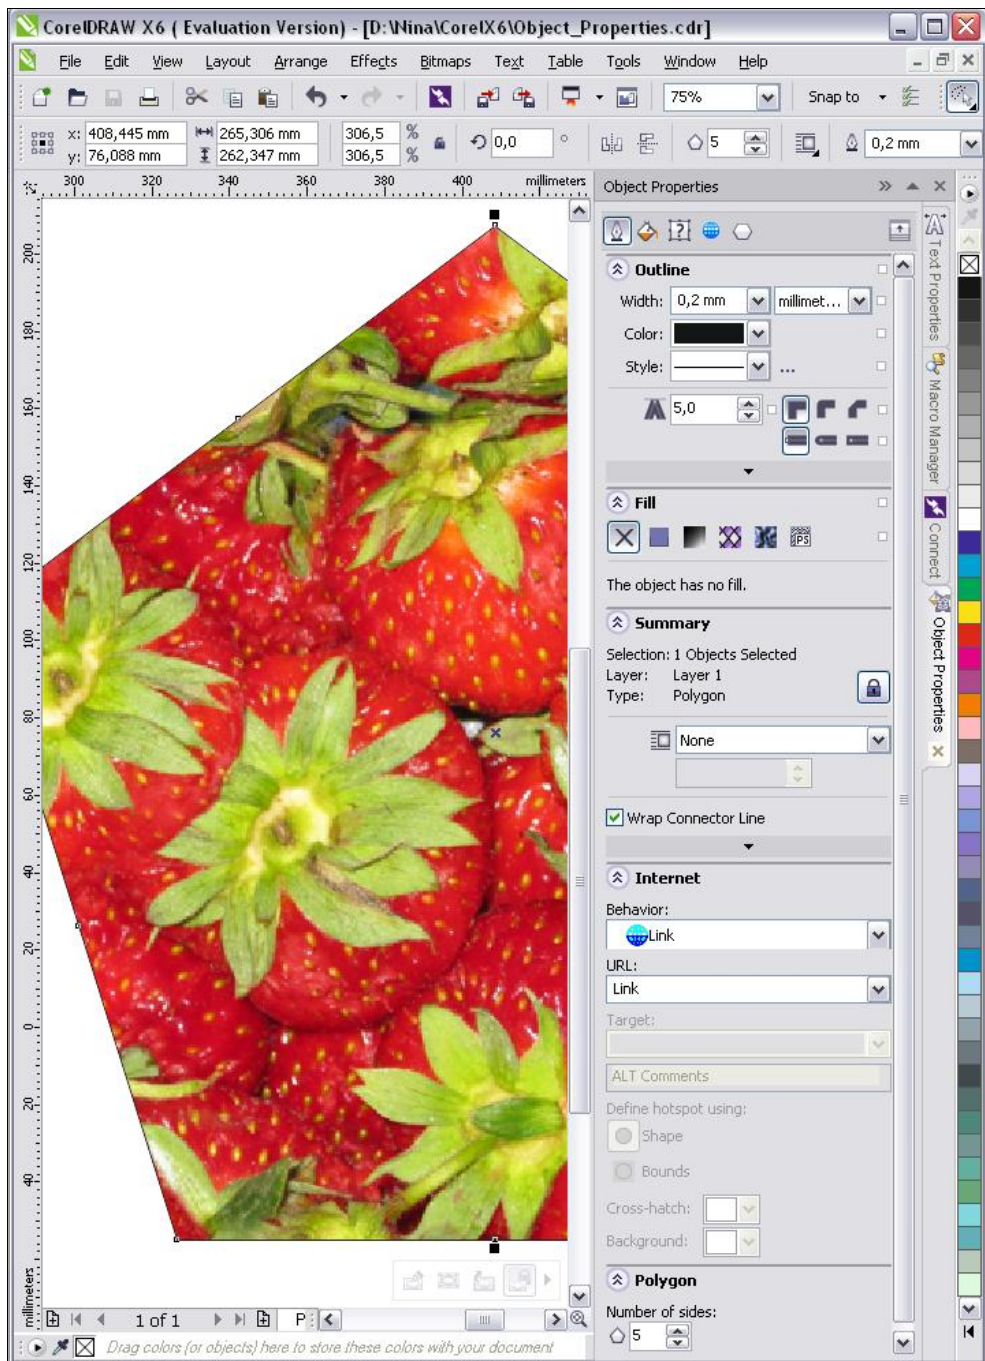 CorelDRAW X6 ( Evaluation Version) - [D:\Nina\CorelX6\Object_Properties.cdr]
File Edit View Layout Arrange Effects Bitmaps Text Table Tools Window Help
75% Snap to
x: 408,445 mm 265,306 mm 306,5 %
y: 76,088 mm 262,347 mm 306,5 %
0,0 ° 5 0,2 mm
300 320 340 360 380 400 millimeters
200
180
160
140
120
100
80
60
40
20
0
20
40
millimeters
Object Properties
Outline
Width: 0,2 mm millimet...
Color:
Style: ...
5,0
Fill
PS
The object has no fill.
Summary
Selection: 1 Objects Selected
Layer: Layer 1
Type: Polygon
None
Wrap Connector Line
Internet
Behavior:
Link
URL:
Link
Target:
ALT Comments
Define hotspot using:
Shape
Bounds
Cross-hatch:
Background:
Polygon
Number of sides:
5
Text Properties
Macro Manager
Connect
Object Properties
1 of 1 P
Drag colors (or objects) here to store these colors with your document